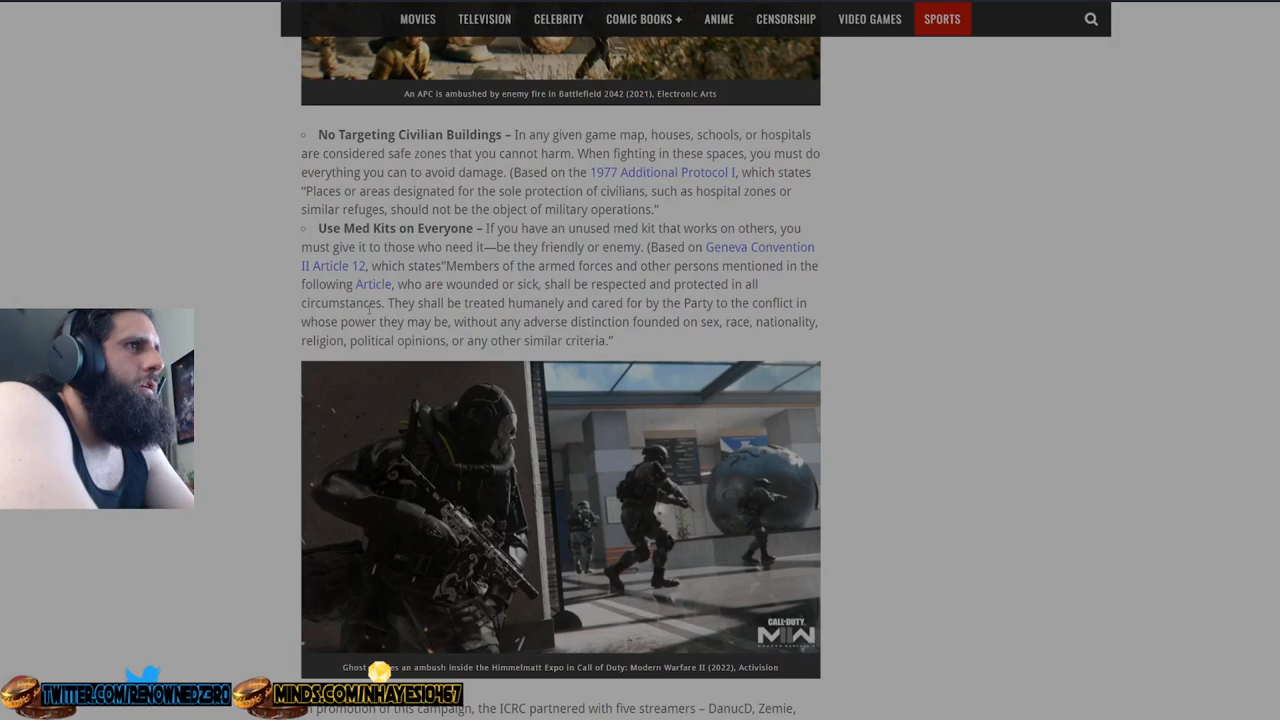 MOVIES TELEVISION CELEBRITY COMIC BOOKS + ANIME CENSORSHIP VIDEO GAMES SPORTS
An APC is ambushed by enemy fire in Battlefield 2042 (2021), Electronic Arts
No Targeting Civilian Buildings – In any given game map, houses, schools, or hospitals
are considered safe zones that you cannot harm. When fighting in these spaces, you must do
everything you can to avoid damage. (Based on the 1977 Additional Protocol I, which states
“Places or areas designated for the sole protection of civilians, such as hospital zones or
similar refuges, should not be the object of military operations.”
Use Med Kits on Everyone – If you have an unused med kit that works on others, you
must give it to those who need it—be they friendly or enemy. (Based on Geneva Convention
II Article 12, which states“Members of the armed forces and other persons mentioned in the
following Article, who are wounded or sick, shall be respected and protected in all
circumstances. They shall be treated humanely and cared for by the Party to the conflict in
whose power they may be, without any adverse distinction founded on sex, race, nationality,
religion, political opinions, or any other similar criteria.”
CALL OF DUTY
MWII
Ghost es an ambush inside the Himmelmatt Expo in Call of Duty: Modern Warfare II (2022), Activision
TWITTER.COM/RENOWNEDZ3R0 MINDS.COM/NHAYES10467
promotion of this campaign, the ICRC partnered with five streamers – DanucD, Zemie,